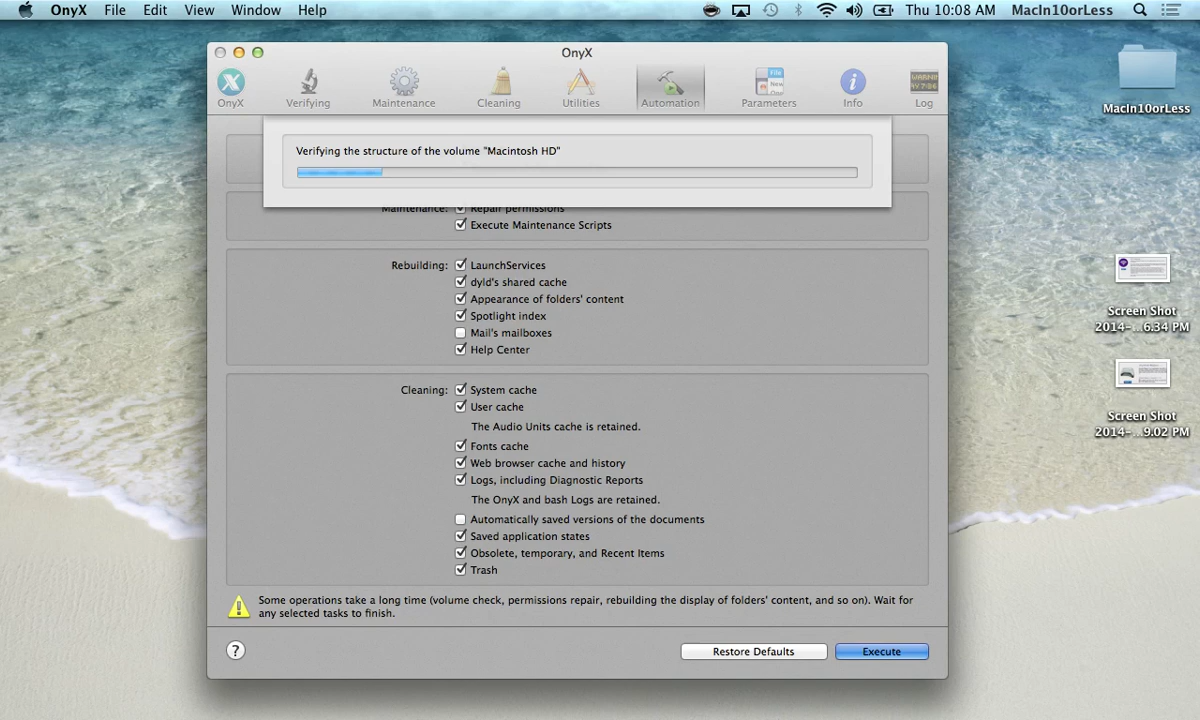 OnyX File Edit View Window Help Thu 10:08 AM MacIn10orLess
OnyX
OnyX Verifying Maintenance Cleaning Utilities Automation Parameters Info Log
MacIn10orLess
Verifying the structure of the volume "Macintosh HD"
Maintenance: Repair permissions
Execute Maintenance Scripts
Rebuilding: LaunchServices
dyld's shared cache
Appearance of folders' content
Spotlight index
Mail's mailboxes
Help Center
Screen Shot
2014-...6.34 PM
Cleaning: System cache
User cache
The Audio Units cache is retained.
Fonts cache
Web browser cache and history
Logs, including Diagnostic Reports
The OnyX and bash Logs are retained.
Automatically saved versions of the documents
Saved application states
Obsolete, temporary, and Recent Items
Trash
Screen Shot
2014-...9.02 PM
Some operations take a long time (volume check, permissions repair, rebuilding the display of folders' content, and so on). Wait for
any selected tasks to finish.
? Restore Defaults Execute